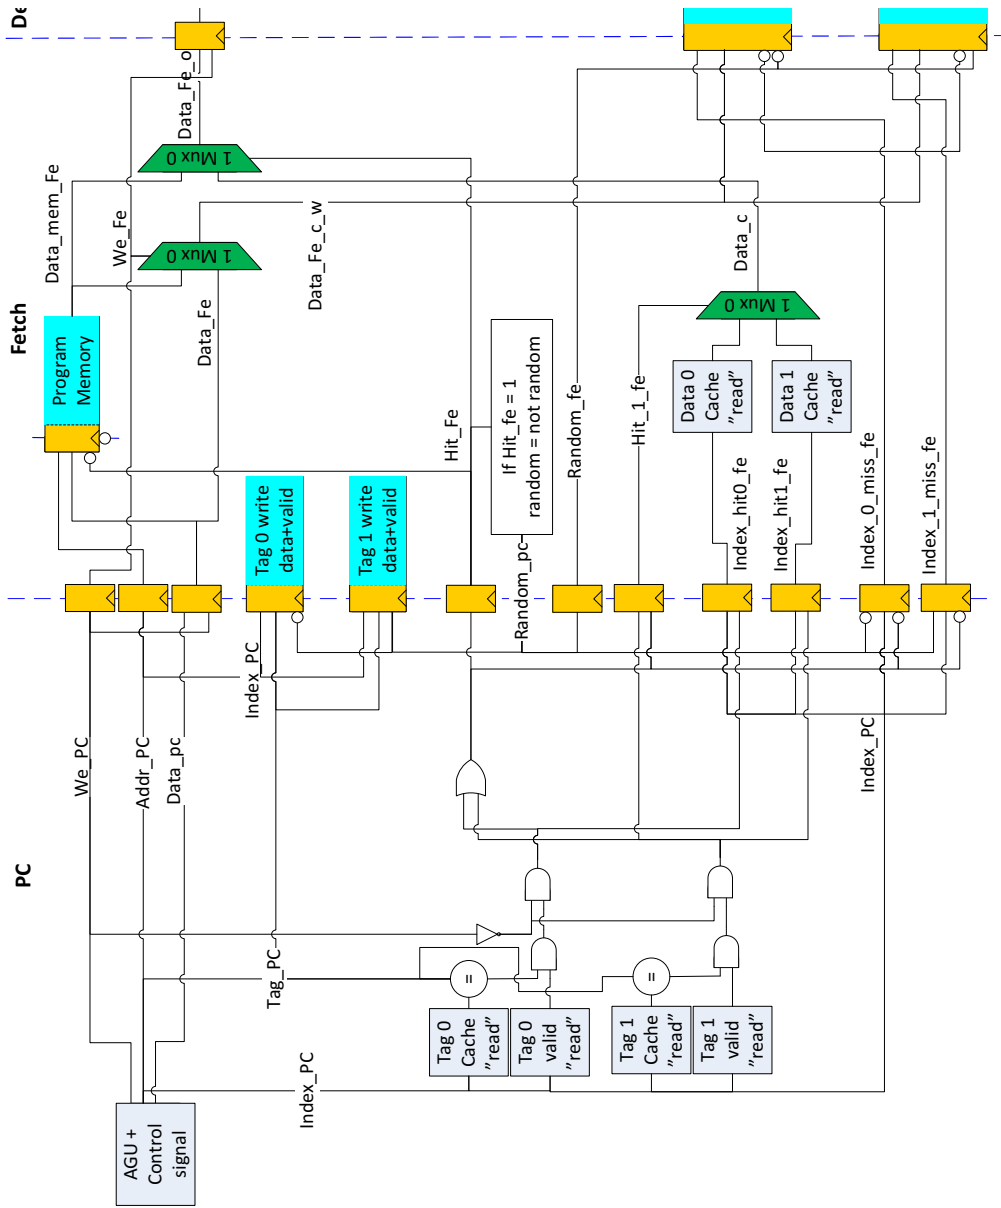 PC
Fetch
De
AGU +
Control
signal
We_PC
Addr_PC
Data_pc
Index_PC
Tag_PC
Index_PC
Index_PC
Tag 0
Cache
”read”
Tag 0
valid
”read”
Tag 1
Cache
”read”
Tag 1
valid
”read”
=
=
Tag 0 write
data+valid
Tag 1 write
data+valid
Random_pc
Program
Memory
Data_mem_Fe
We_Fe
Data_Fe
Data_Fe_c_w
Data_Fe_o
1 Mux 0
1 Mux 0
Hit_Fe
If Hit_fe = 1
random = not random
Random_fe
Hit_1_fe
Data 0
Cache
”read”
Data 1
Cache
”read”
1 Mux 0
Data_c
Index_hit0_fe
Index_hit1_fe
Index_0_miss_fe
Index_1_miss_fe